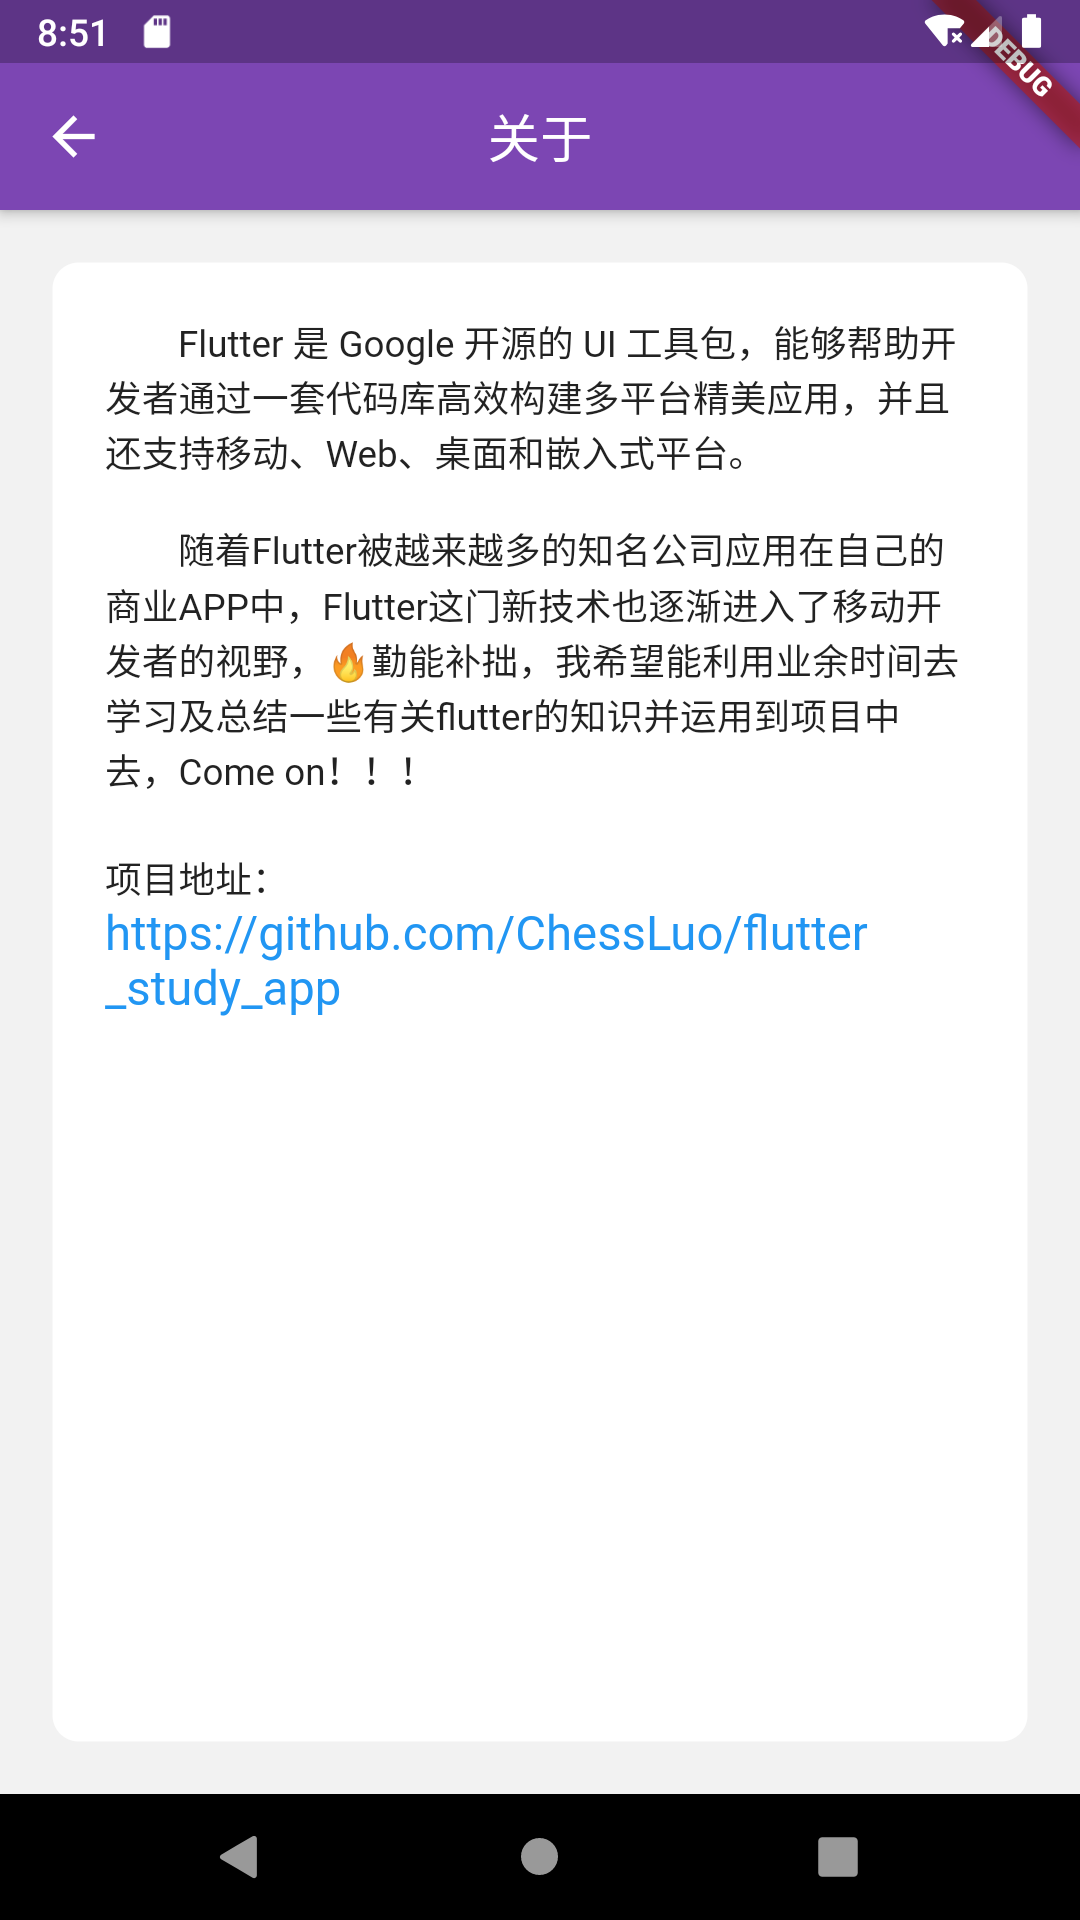 8:51
DEBUG
关于
Flutter 是 Google 开源的 UI 工具包，能够帮助开
发者通过一套代码库高效构建多平台精美应用，并且
还支持移动、Web、桌面和嵌入式平台。
随着Flutter被越来越多的知名公司应用在自己的
商业APP中，Flutter这门新技术也逐渐进入了移动开
发者的视野，🔥勤能补拙，我希望能利用业余时间去
学习及总结一些有关flutter的知识并运用到项目中
去，Come on！！！
项目地址：
https://github.com/ChessLuo/flutter
_study_app